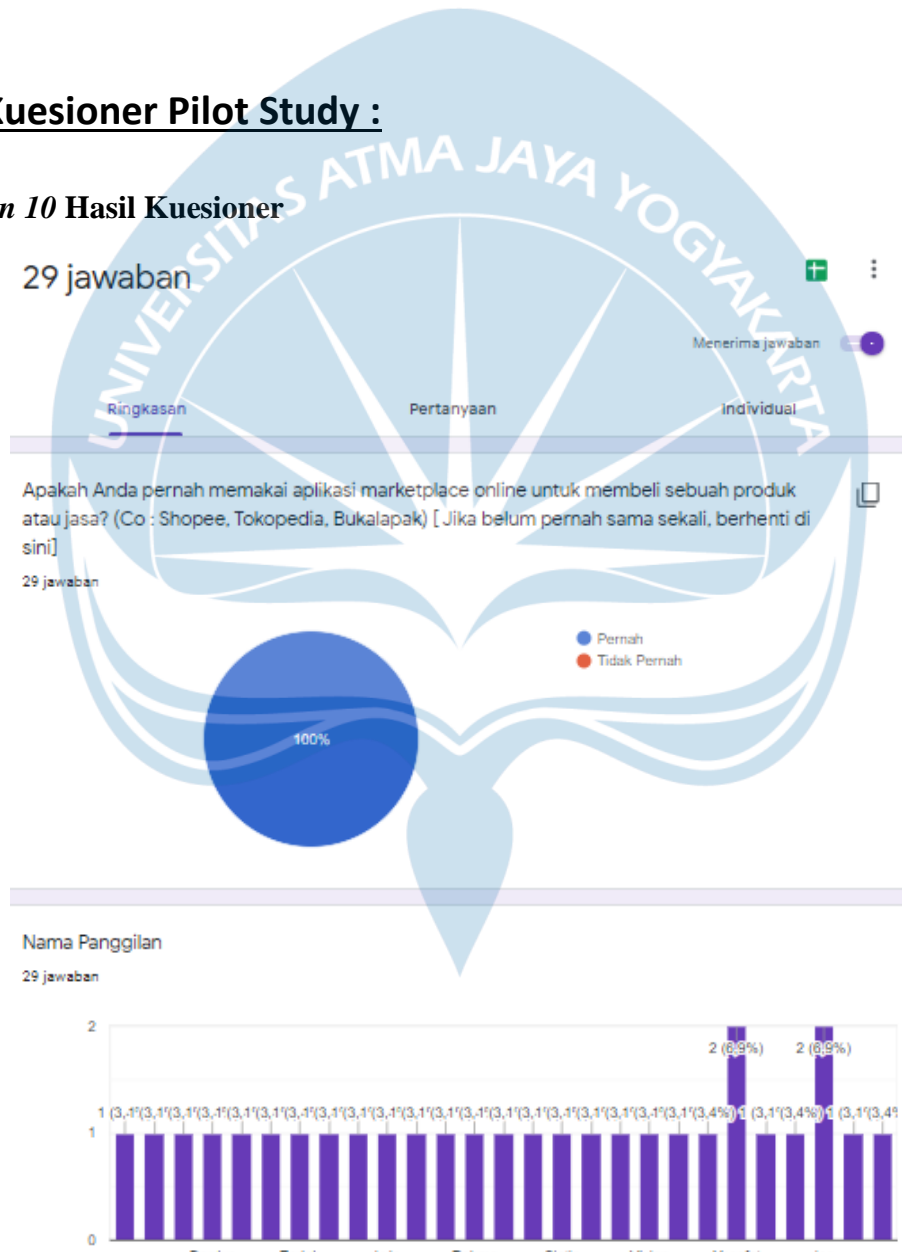 Kuesioner Pilot Study :
UNIVERSITAS ATMA JAYA YOGYAKARTA
10 Hasil Kuesioner
29 jawaban
Menerima jawaban
Ringkasan Pertanyaan Individual
Apakah Anda pernah memakai aplikasi marketplace online untuk membeli sebuah produk
atau jasa? (Co : Shopee, Tokopedia, Bukalapak) [ Jika belum pernah sama sekali, berhenti di
sini]
29 jawaban
Pernah
Tidak Pernah
100%
Nama Panggilan
29 jawaban
2
2 (6,9%) 2 (6,9%)
1
0